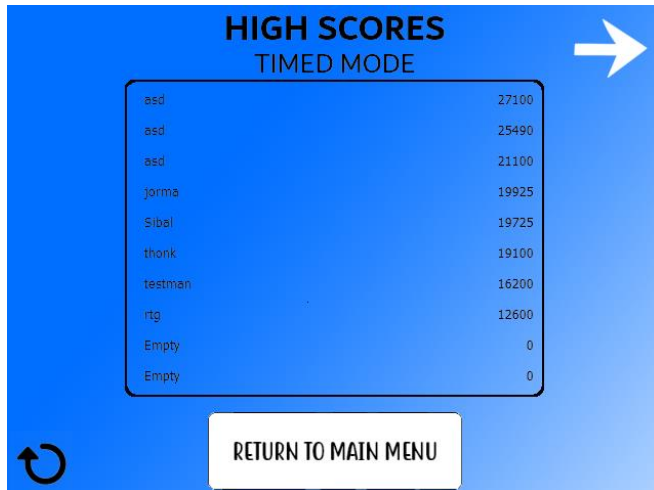 HIGH SCORES
TIMED MODE
asd 27100
asd 25490
asd 21100
jorma 19925
Sibal 19725
thonk 19100
testman 16200
rtg 12600
Empty 0
Empty 0
RETURN TO MAIN MENU